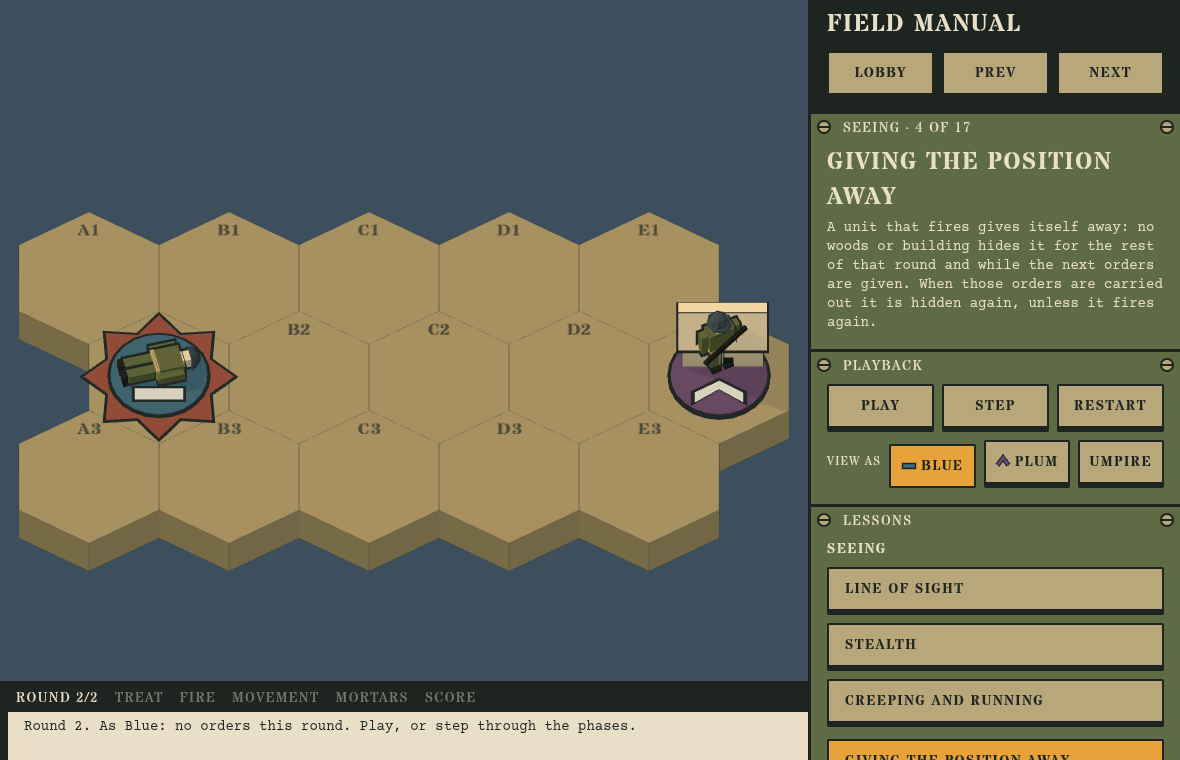 FIELD MANUAL
LOBBY PREV NEXT
SEEING · 4 OF 17
GIVING THE POSITION
AWAY
A unit that fires gives itself away: no
woods or building hides it for the rest
of that round and while the next orders
are given. When those orders are carried
out it is hidden again, unless it fires
again.
PLAYBACK
PLAY STEP RESTART
VIEW AS BLUE PLUM UMPIRE
LESSONS
SEEING
LINE OF SIGHT
STEALTH
CREEPING AND RUNNING
GIVING THE POSITION AWAY
A1 B1 C1 D1 E1
B2 C2 D2
A3 B3 C3 D3 E3
ROUND 2/2 TREAT FIRE MOVEMENT MORTARS SCORE
Round 2. As Blue: no orders this round. Play, or step through the phases.